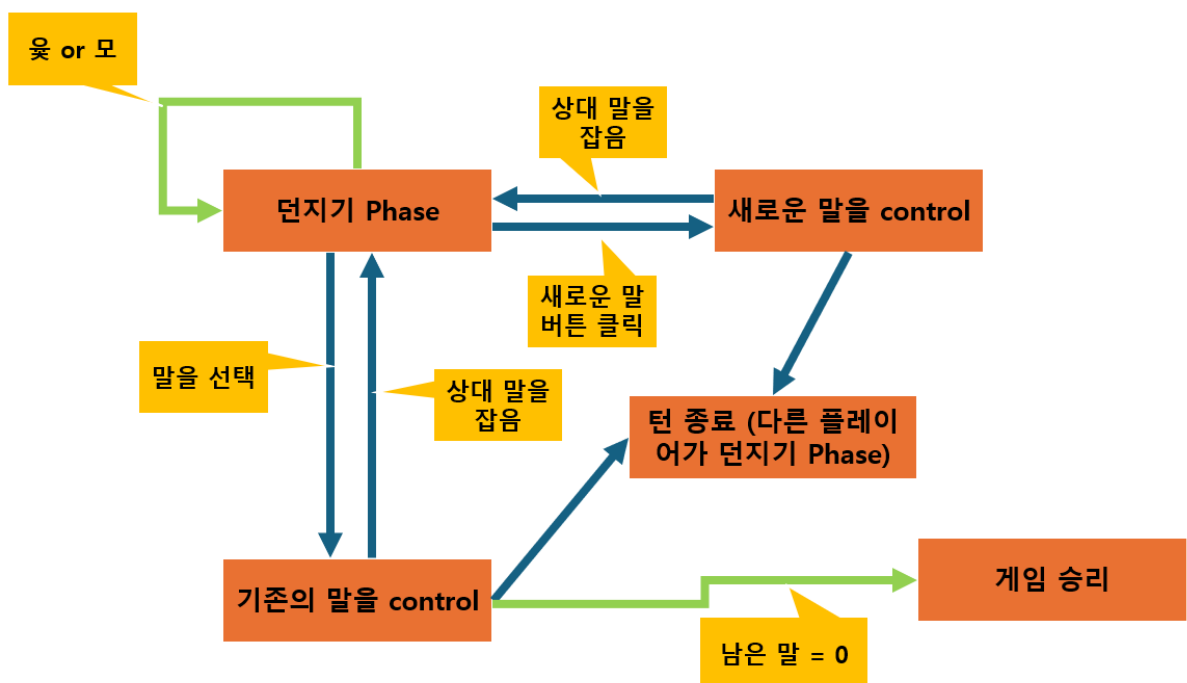 윷 or 모
상대 말을
잡음
던지기 Phase
새로운 말을 control
새로운 말
버튼 클릭
말을 선택
상대 말을
잡음
턴 종료 (다른 플레이
어가 던지기 Phase)
기존의 말을 control
게임 승리
남은 말 = 0